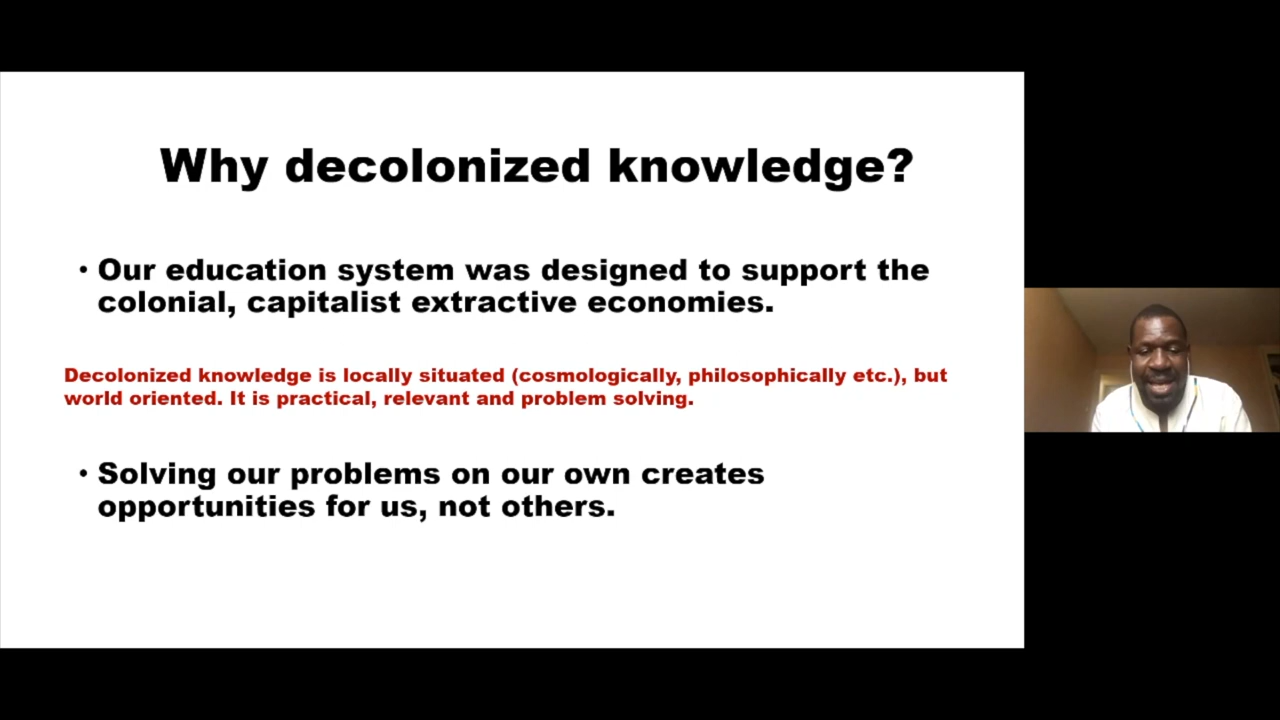 Why decolonized knowledge?
• Our education system was designed to support the
colonial, capitalist extractive economies.
Decolonized knowledge is locally situated (cosmologically, philosophically etc.), but
world oriented. It is practical, relevant and problem solving.
• Solving our problems on our own creates
opportunities for us, not others.